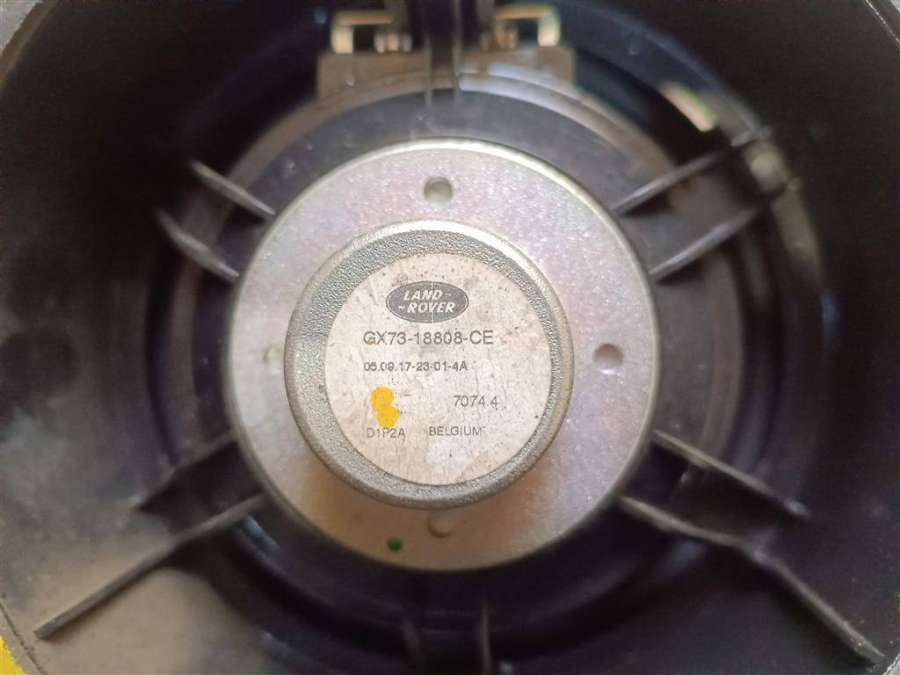 LAND-
-ROVER
GX73-18808-CE
05.09.17-23-01-4A
7074.4
D1P2A BELGIUM